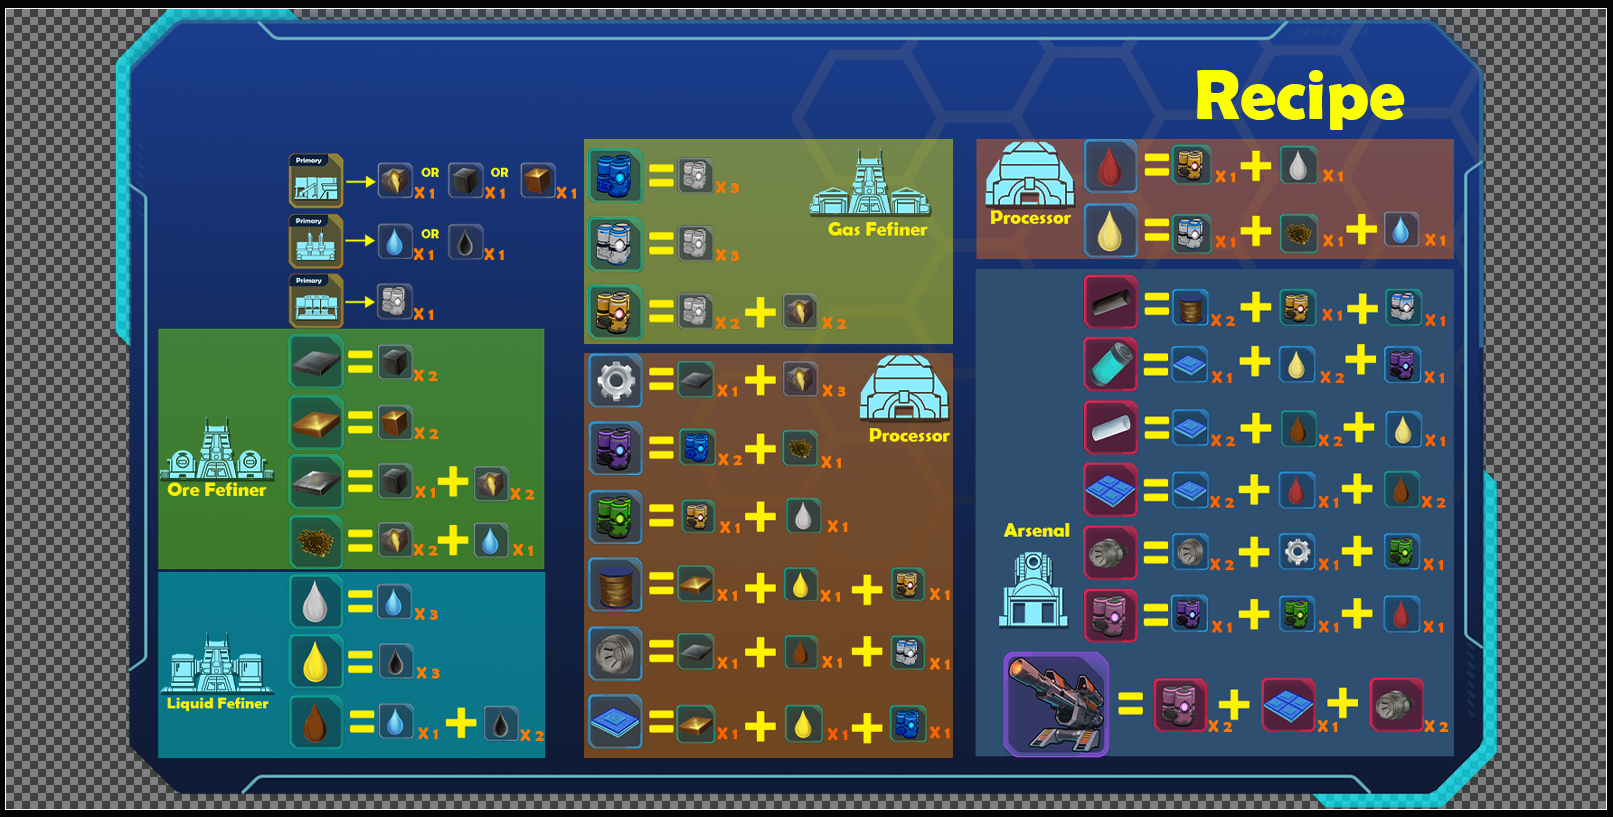 Recipe
Primary
X1 OR X1 OR X1
Primary
X1 OR X1
Primary
X1
= X2
= X2
= X1 + X2
= X2 + X1
Ore Fefiner
= X3
= X3
= X1 + X2
Liquid Fefiner
= X3
= X3
= X2 + X2
Gas Fefiner
= X1 + X3
= X2 + X1
= X1 + X1
= X1 + X1 + X1
= X1 + X1 + X1
= X1 + X1 + X1
Processor
Processor
= X1 + X1
= X1 + X1 + X1
= X2 + X1 + X1
= X1 + X2 + X1
= X2 + X2 + X1
= X2 + X1 + X2
= X2 + X1 + X1
= X1 + X1 + X1
Arsenal
= X2 + X1 + X2